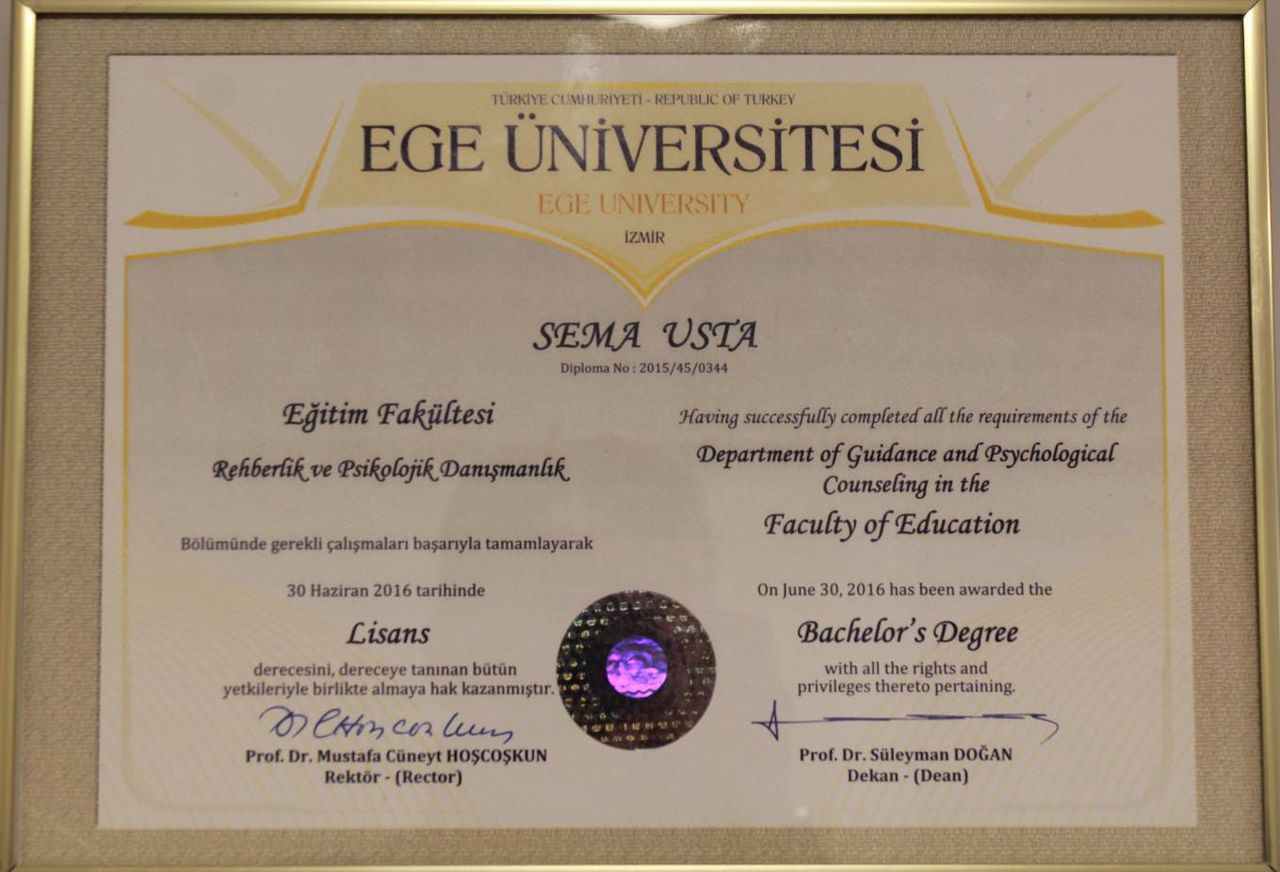 TÜRKİYE CUMHURİYETİ - REPUBLIC OF TURKEY
EGE ÜNİVERSİTESİ
EGE UNIVERSITY
İZMİR
SEMA USTA
Diploma No : 2015/45/0344
Eğitim Fakültesi
Rehberlik ve Psikolojik Danışmanlık
Bölümünde gerekli çalışmaları başarıyla tamamlayarak
30 Haziran 2016 tarihinde
Lisans
derecesini, dereceye tanınan bütün
yetkileriyle birlikte almaya hak kazanmıştır.
Prof. Dr. Mustafa Cüneyt HOŞCOŞKUN
Rektör - (Rector)
Having successfully completed all the requirements of the
Department of Guidance and Psychological
Counseling in the
Faculty of Education
On June 30, 2016 has been awarded the
Bachelor's Degree
with all the rights and
privileges thereto pertaining.
Prof. Dr. Süleyman DOĞAN
Dekan - (Dean)